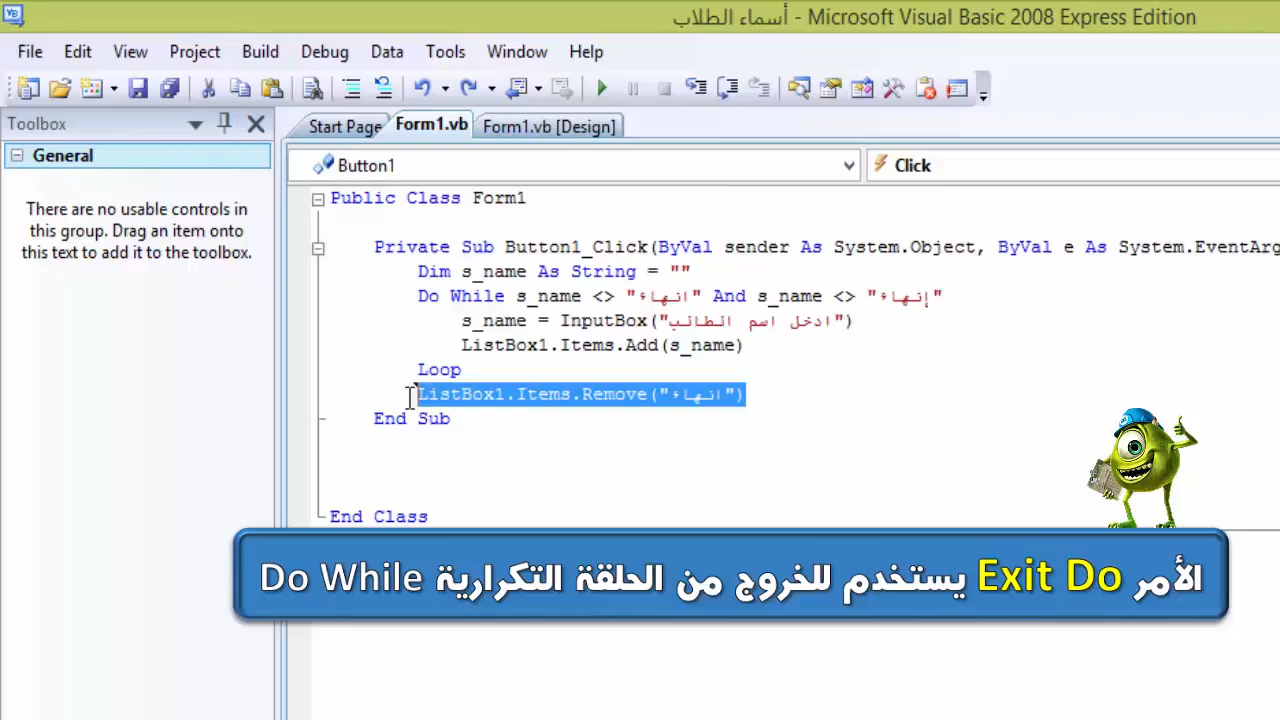 أسماء الطلاب - Microsoft Visual Basic 2008 Express Edition
File Edit View Project Build Debug Data Tools Window Help
Toolbox
Start Page Form1.vb Form1.vb [Design]
General
Button1 Click
There are no usable controls in
this group. Drag an item onto
this text to add it to the toolbox.
Public Class Form1
Private Sub Button1_Click(ByVal sender As System.Object, ByVal e As System.EventArg
Dim s_name As String = ""
Do While s_name <> "انهاء" And s_name <> "إنهاء"
s_name = InputBox("ادخل اسم الطالب")
ListBox1.Items.Add(s_name)
Loop
ListBox1.Items.Remove("انهاء")
End Sub
End Class
الأمر Exit Do يستخدم للخروج من الحلقة التكرارية Do While